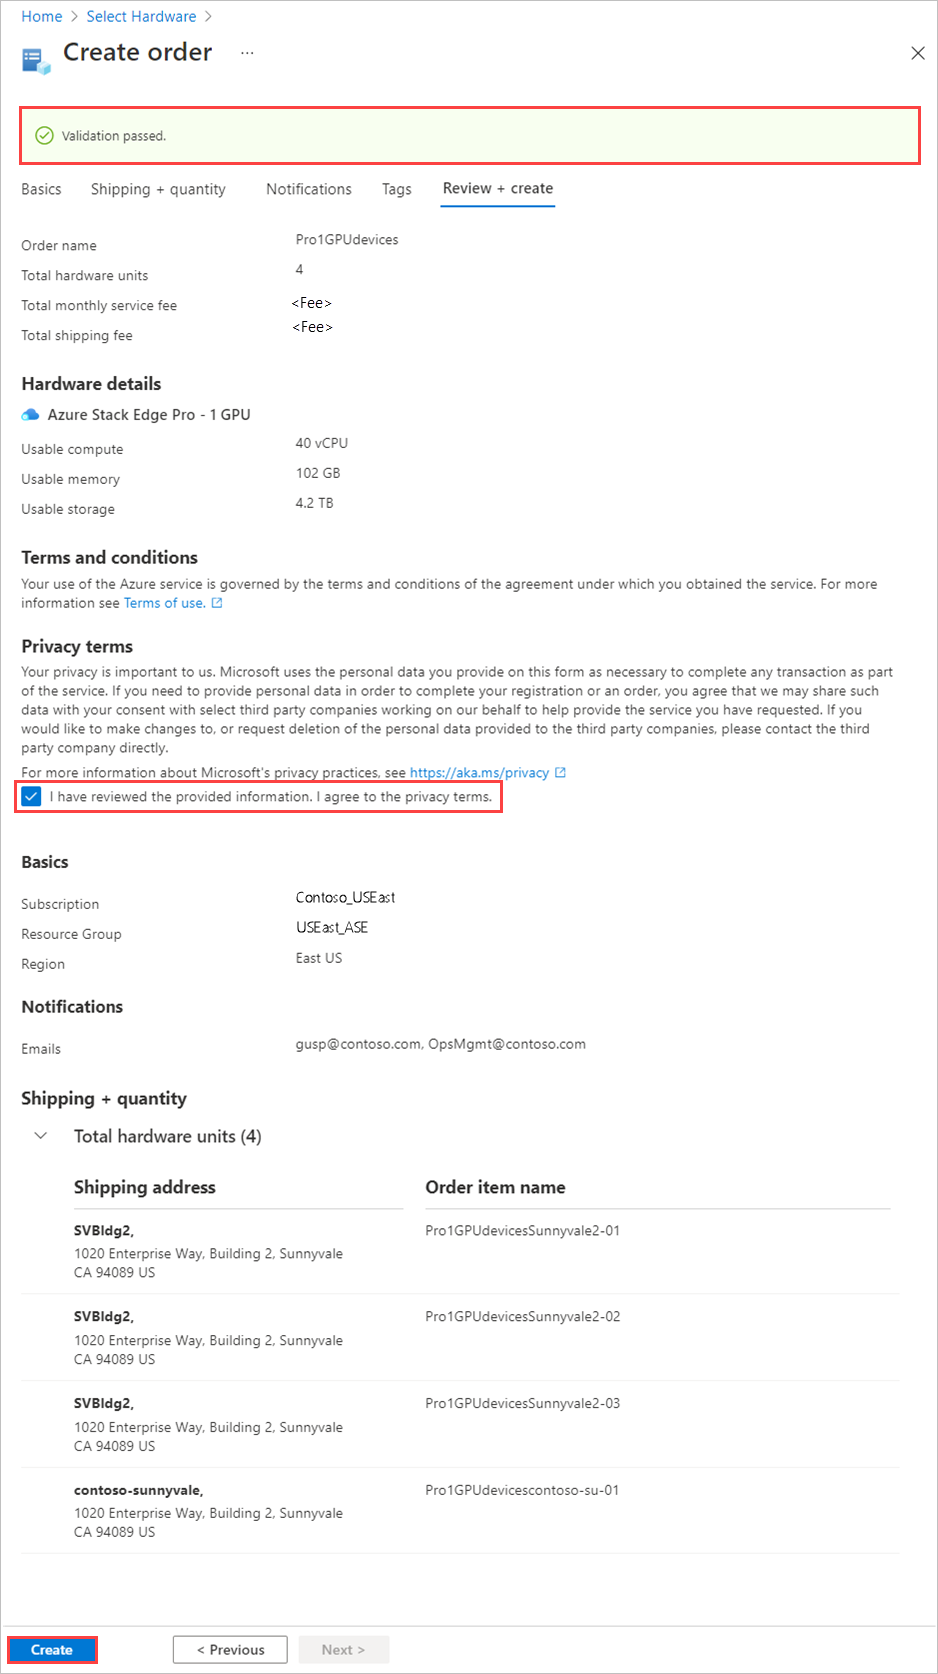 Home > Select Hardware >
Create order ...
Validation passed.
Basics Shipping + quantity Notifications Tags Review + create
Order name Pro1GPUdevices
Total hardware units 4
Total monthly service fee <Fee>
Total shipping fee <Fee>
Hardware details
Azure Stack Edge Pro - 1 GPU
Usable compute 40 vCPU
Usable memory 102 GB
Usable storage 4.2 TB
Terms and conditions
Your use of the Azure service is governed by the terms and conditions of the agreement under which you obtained the service. For more
information see Terms of use.
Privacy terms
Your privacy is important to us. Microsoft uses the personal data you provide on this form as necessary to complete any transaction as part
of the service. If you need to provide personal data in order to complete your registration or an order, you agree that we may share such
data with your consent with select third party companies working on our behalf to help provide the service you have requested. If you
would like to make changes to, or request deletion of the personal data provided to the third party companies, please contact the third
party company directly.
For more information about Microsoft's privacy practices, see https://aka.ms/privacy
I have reviewed the provided information. I agree to the privacy terms.
Basics
Subscription Contoso_USEast
Resource Group USEast_ASE
Region East US
Notifications
Emails gusp@contoso.com, OpsMgmt@contoso.com
Shipping + quantity
Total hardware units (4)
Shipping address Order item name
SVBldg2, Pro1GPUdevicesSunnyvale2-01
1020 Enterprise Way, Building 2, Sunnyvale
CA 94089 US
SVBldg2, Pro1GPUdevicesSunnyvale2-02
1020 Enterprise Way, Building 2, Sunnyvale
CA 94089 US
SVBldg2, Pro1GPUdevicesSunnyvale2-03
1020 Enterprise Way, Building 2, Sunnyvale
CA 94089 US
contoso-sunnyvale, Pro1GPUdevicescontoso-su-01
1020 Enterprise Way, Building 2, Sunnyvale
CA 94089 US
Create < Previous Next >